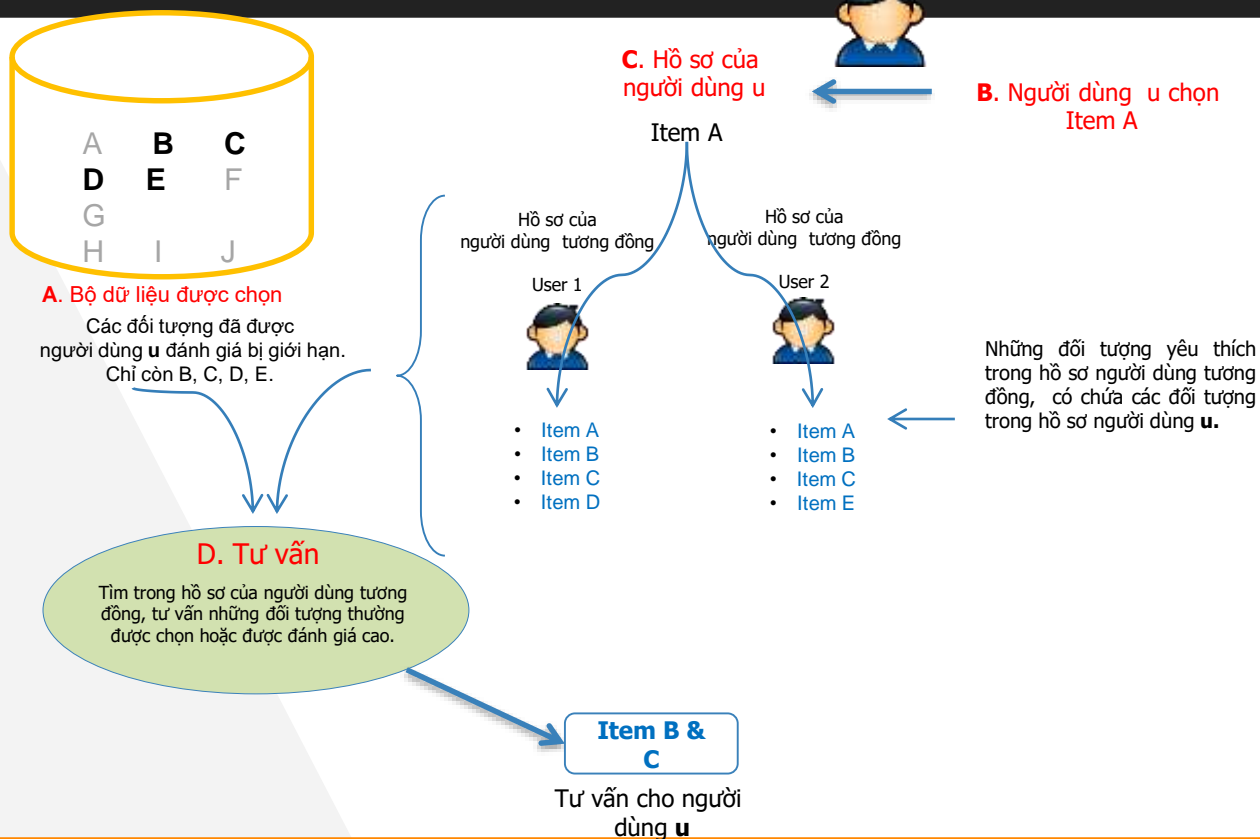 A B C
D E F
G
H I J
A. Bộ dữ liệu được chọn
Các đối tượng đã được
người dùng u đánh giá bị giới hạn.
Chỉ còn B, C, D, E.
C. Hồ sơ của
người dùng u
B. Người dùng u chọn
Item A
Item A
Hồ sơ của
người dùng tương đồng
Hồ sơ của
người dùng tương đồng
User 1
User 2
• Item A
• Item B
• Item C
• Item D
• Item A
• Item B
• Item C
• Item E
Những đối tượng yêu thích
trong hồ sơ người dùng tương
đồng, có chứa các đối tượng
trong hồ sơ người dùng u.
D. Tư vấn
Tìm trong hồ sơ của người dùng tương
đồng, tư vấn những đối tượng thường
được chọn hoặc được đánh giá cao.
Item B &
C
Tư vấn cho người
dùng u